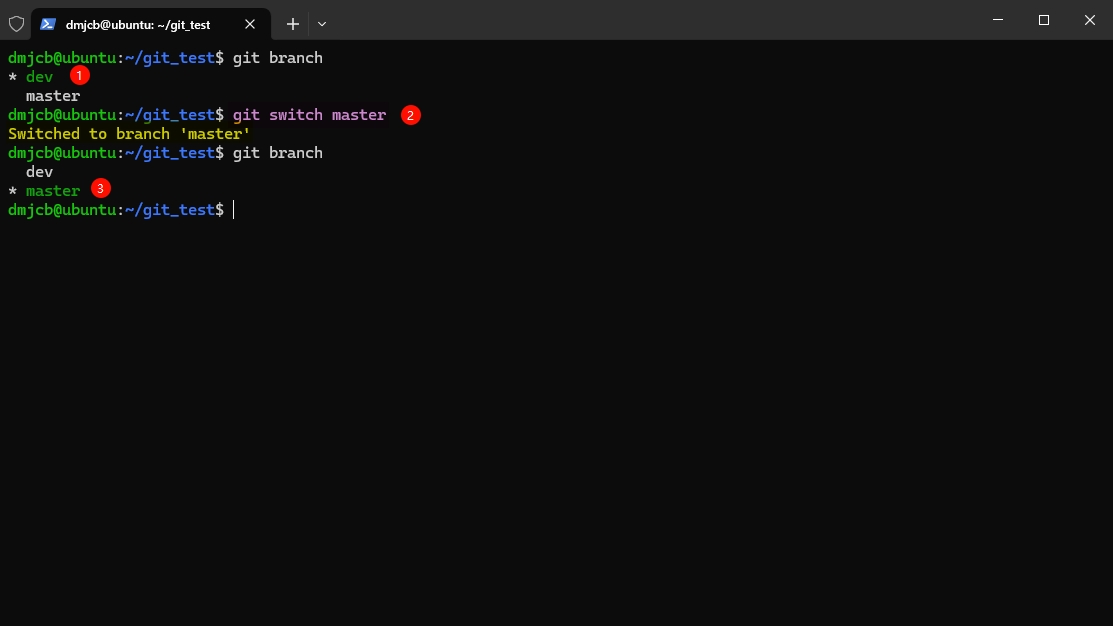 dmjcb@ubuntu: ~/git_test
dmjcb@ubuntu:~/git_test$ git branch
* dev 1
master
dmjcb@ubuntu:~/git_test$ git switch master 2
Switched to branch 'master'
dmjcb@ubuntu:~/git_test$ git branch
dev
* master 3
dmjcb@ubuntu:~/git_test$